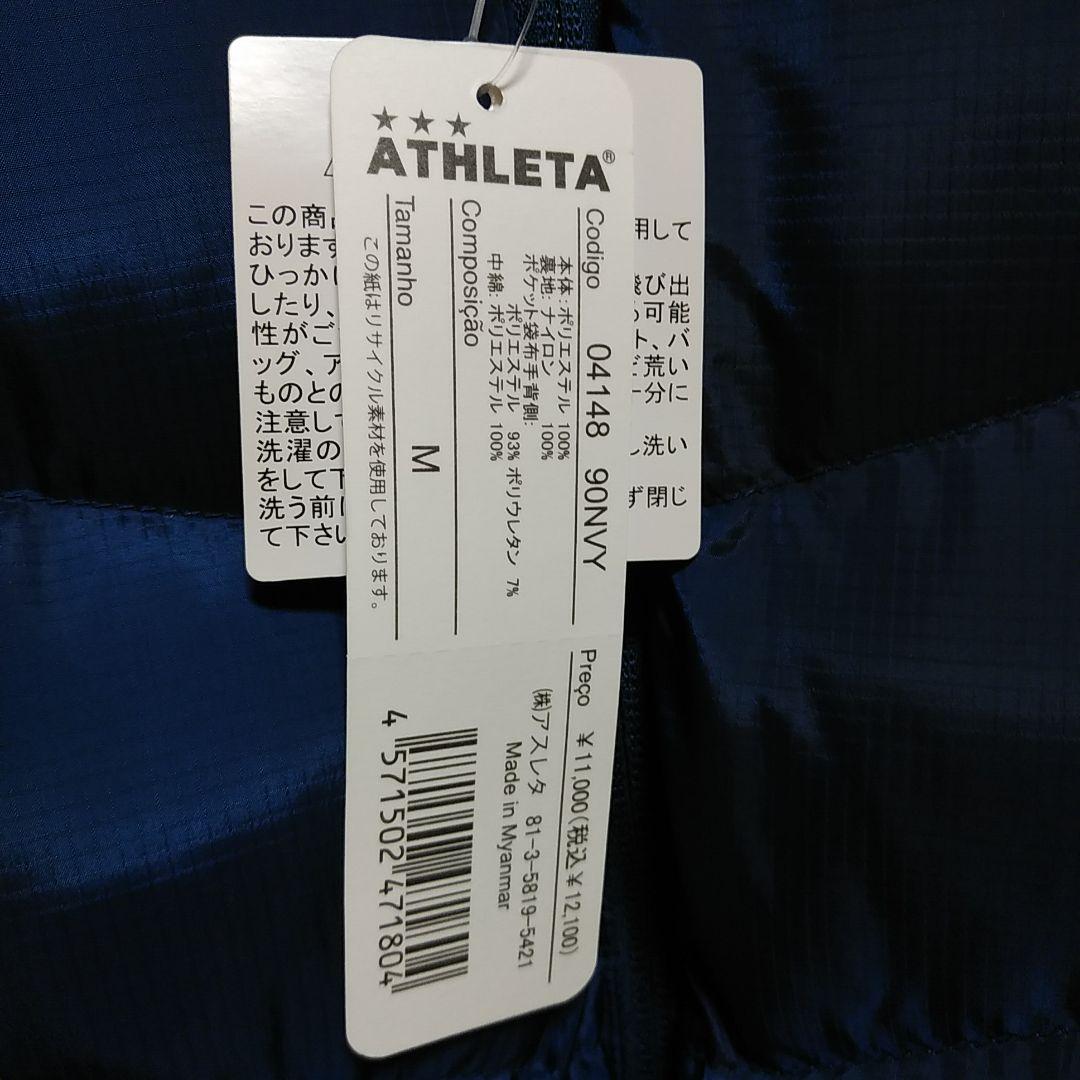 ★★★
ATHLETA®
Codigo 04148 90NVY
本体:ポリエステル 100%
裏地:ナイロン 100%
ポケット袋布手背側:
ポリエステル 93% ポリウレタン 7%
中綿:ポリエステル 100%
Composição
Tamanho M
この紙はリサイクル素材を使用しております。
Preço ¥11,000(税込¥12,100)
(株)アスレタ 81-3-5819-5421
Made in Myanmar
4 571502 471804
この商
おります
ひっか
したり、
性がご
ッグ、ア
ものとの
注意し
洗濯の
をして下
洗う前に
て下さい
用して
び出
可能
バ
荒い
十分に
洗い
ず閉じ